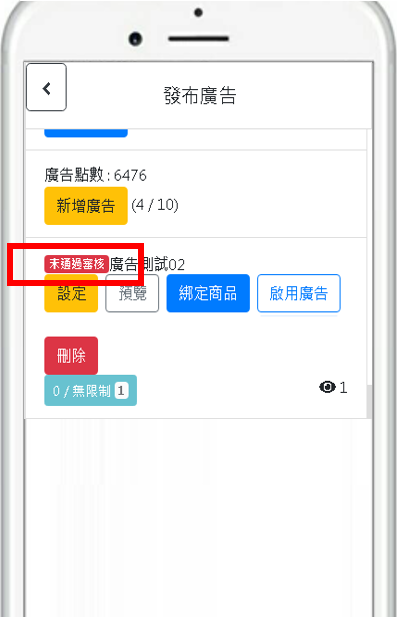 發布廣告
廣告點數 : 6476
新增廣告 (4 / 10)
未通過審核 廣告測試02
設定 預覽 綁定商品 啟用廣告
刪除
0 / 無限制 1
1